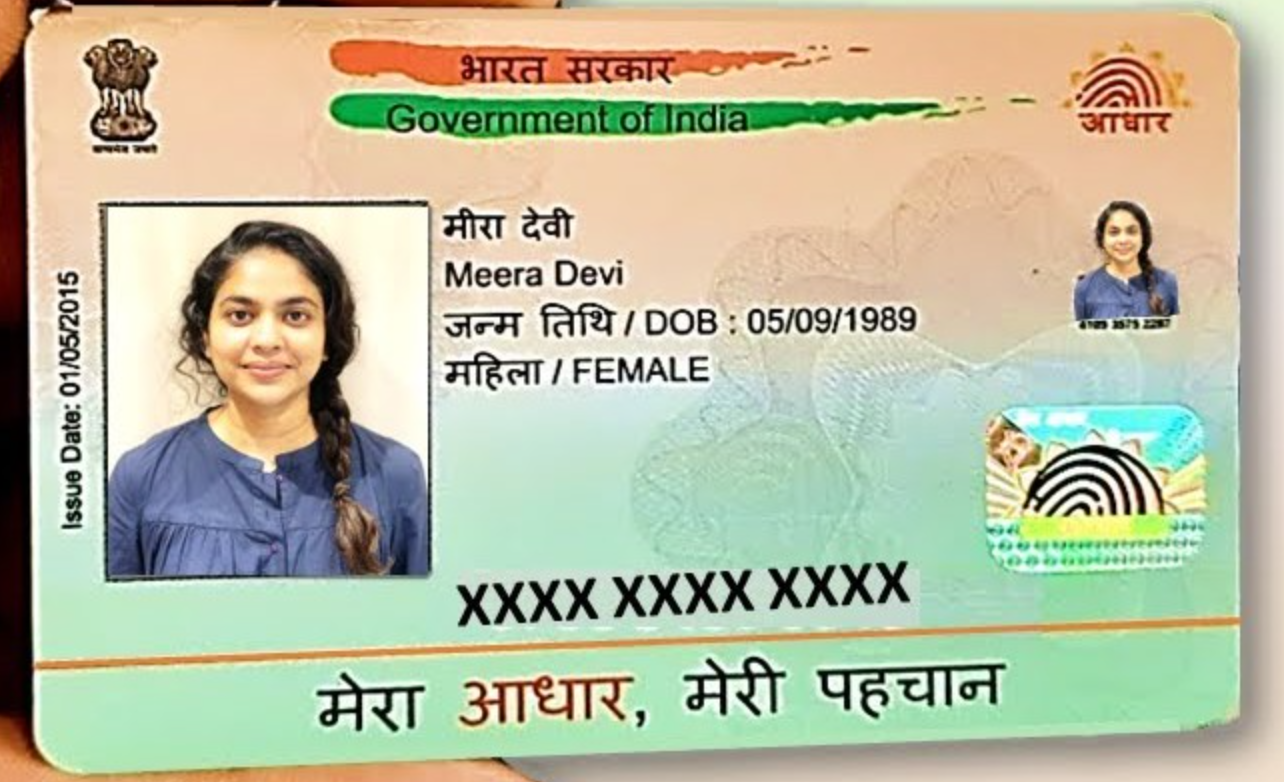 भारत सरकार
Government of India
आधार
मीरा देवी
Meera Devi
जन्म तिथि / DOB : 05/09/1989
महिला / FEMALE
Issue Date: 01/05/2015
XXXX XXXX XXXX
मेरा आधार, मेरी पहचान